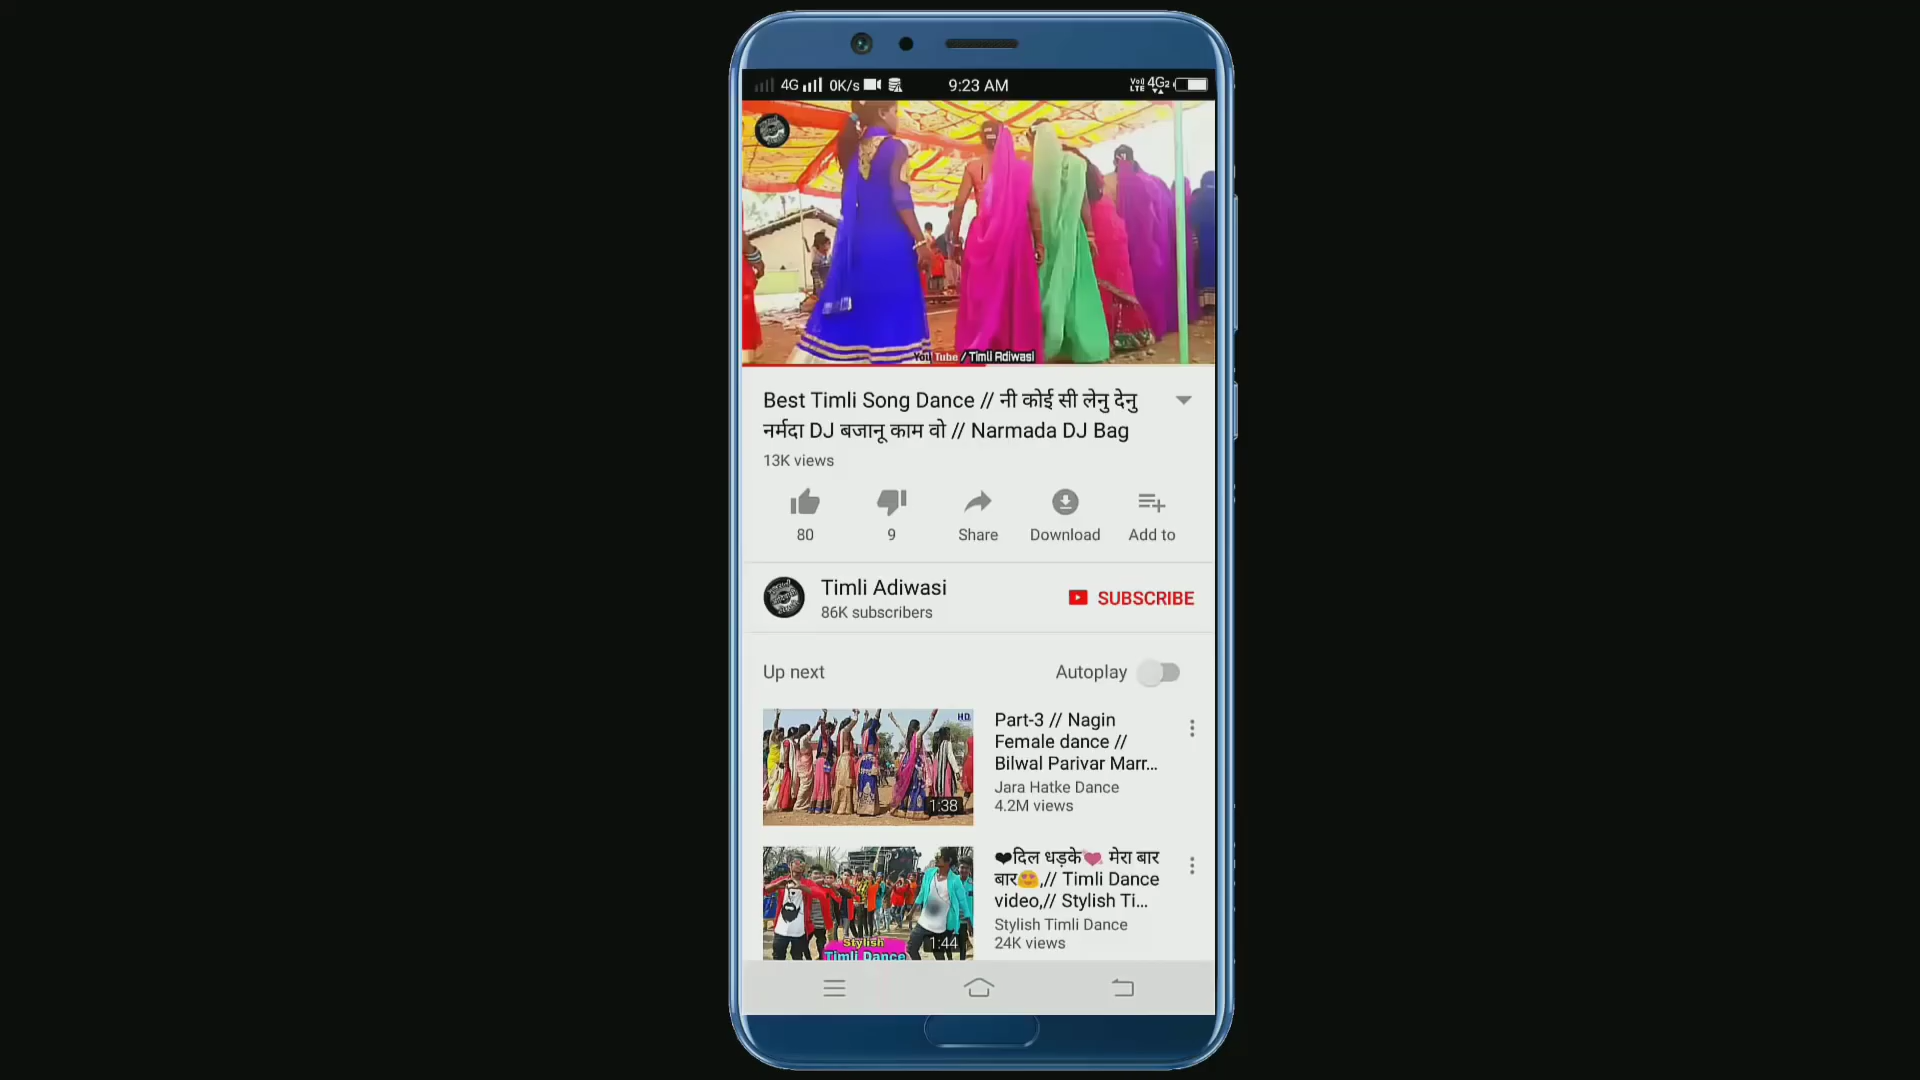 4G 0K/s 9:23 AM VoI) LTE 4G2
You Tube / Timli Adiwasi
Best Timli Song Dance // नी कोई सी लेनु देनु
नर्मदा DJ बजानू काम वो // Narmada DJ Bag
13K views
80 9 Share Download Add to
Timli Adiwasi
86K subscribers
SUBSCRIBE
Up next Autoplay
HD
1:38
Part-3 // Nagin
Female dance //
Bilwal Parivar Marr...
Jara Hatke Dance
4.2M views
Stylish
Timli Dance
1:44
❤दिल धड़के💘 मेरा बार
बार😍,// Timli Dance
video,// Stylish Ti...
Stylish Timli Dance
24K views